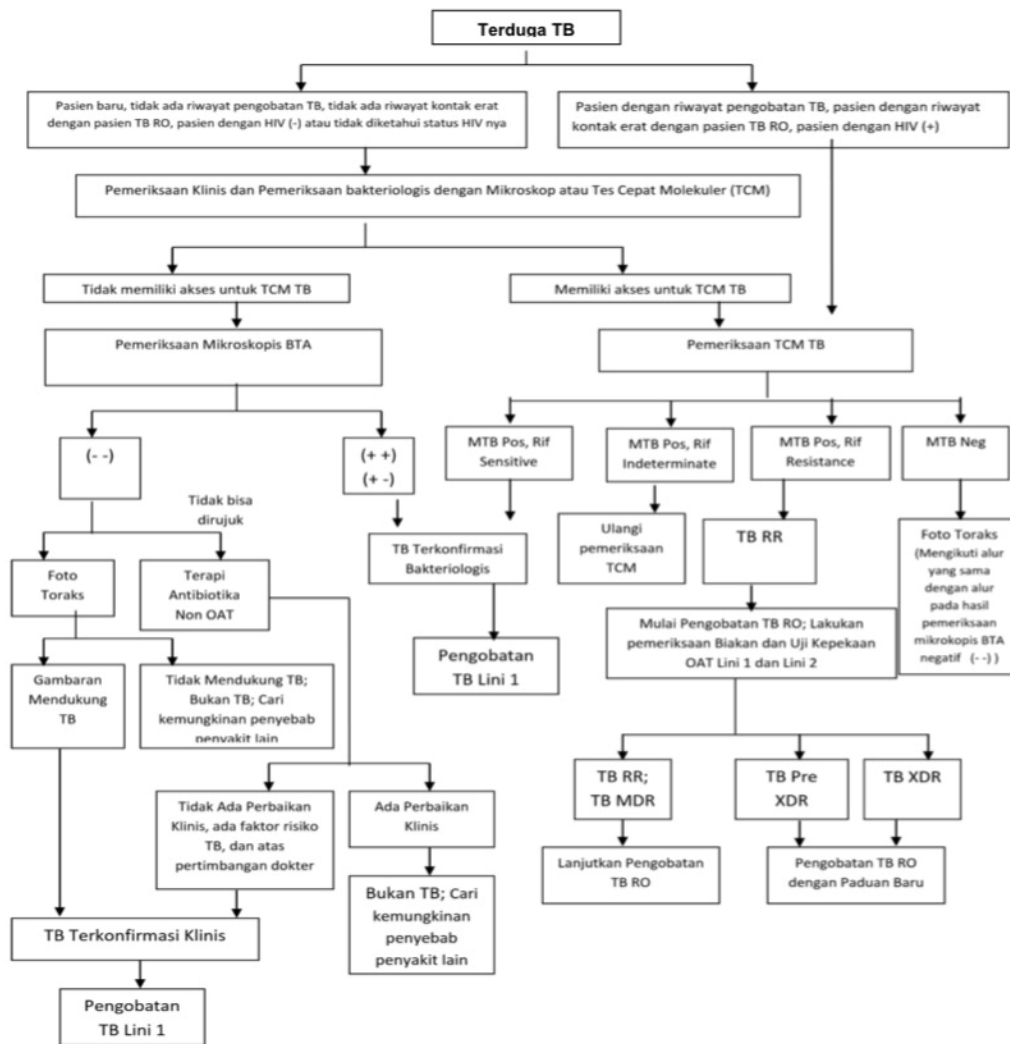 Terduga TB
Pasien baru, tidak ada riwayat pengobatan TB, tidak ada riwayat kontak erat
dengan pasien TB RO, pasien dengan HIV (-) atau tidak diketahui status HIV nya
Pasien dengan riwayat pengobatan TB, pasien dengan riwayat
kontak erat dengan pasien TB RO, pasien dengan HIV (+)
Pemeriksaan Klinis dan Pemeriksaan bakteriologis dengan Mikroskop atau Tes Cepat Molekuler (TCM)
Tidak memiliki akses untuk TCM TB
Memiliki akses untuk TCM TB
Pemeriksaan Mikroskopis BTA
Pemeriksaan TCM TB
(- -)
(+ +)
(+ -)
MTB Pos, Rif
Sensitive
MTB Pos, Rif
Indeterminate
MTB Pos, Rif
Resistance
MTB Neg
Tidak bisa
dirujuk
Foto
Toraks
Terapi
Antibiotika
Non OAT
TB Terkonfirmasi
Bakteriologis
Ulangi
pemeriksaan
TCM
TB RR
Foto Toraks
(Mengikuti alur
yang sama
dengan alur
pada hasil
pemeriksaan
mikrokopis BTA
negatif (- -) )
Pengobatan
TB Lini 1
Mulai Pengobatan TB RO; Lakukan
pemeriksaan Biakan dan Uji Kepekaan
OAT Lini 1 dan Lini 2
Gambaran
Mendukung
TB
Tidak Mendukung TB;
Bukan TB; Cari
kemungkinan penyebab
penyakit lain
TB RR;
TB MDR
TB Pre
XDR
TB XDR
Tidak Ada Perbaikan
Klinis, ada faktor risiko
TB, dan atas
pertimbangan dokter
Ada Perbaikan
Klinis
Lanjutkan Pengobatan
TB RO
Pengobatan TB RO
dengan Paduan Baru
Bukan TB; Cari
kemungkinan
penyebab
penyakit lain
TB Terkonfirmasi Klinis
Pengobatan
TB Lini 1